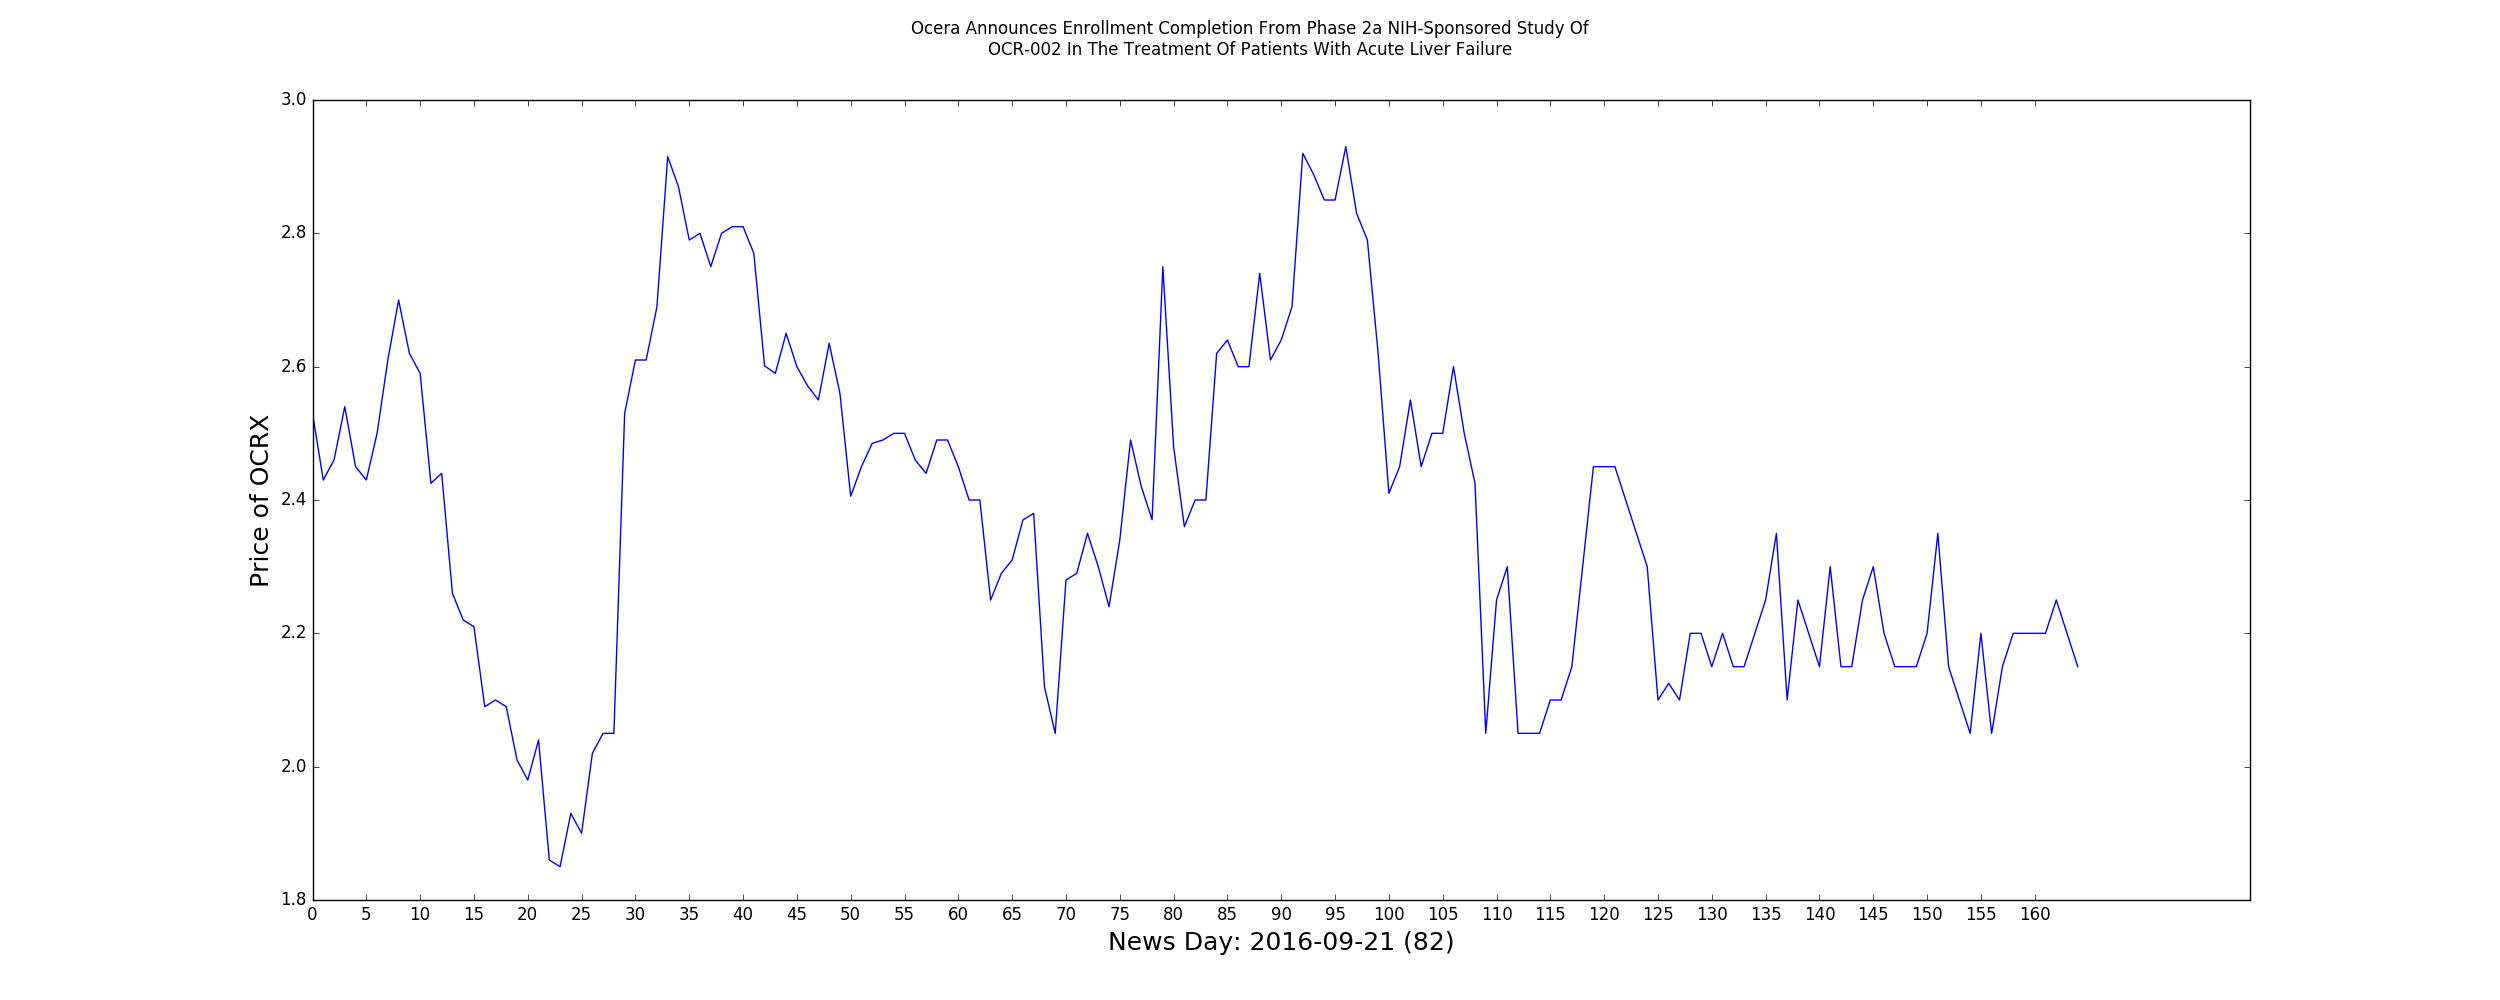 Ocera Announces Enrollment Completion From Phase 2a NIH-Sponsored Study Of
OCR-002 In The Treatment Of Patients With Acute Liver Failure
3.0
2.8
2.6
2.4
2.2
2.0
1.8
Price of OCRX
0 5 10 15 20 25 30 35 40 45 50 55 60 65 70 75 80 85 90 95 100 105 110 115 120 125 130 135 140 145 150 155 160
News Day: 2016-09-21 (82)